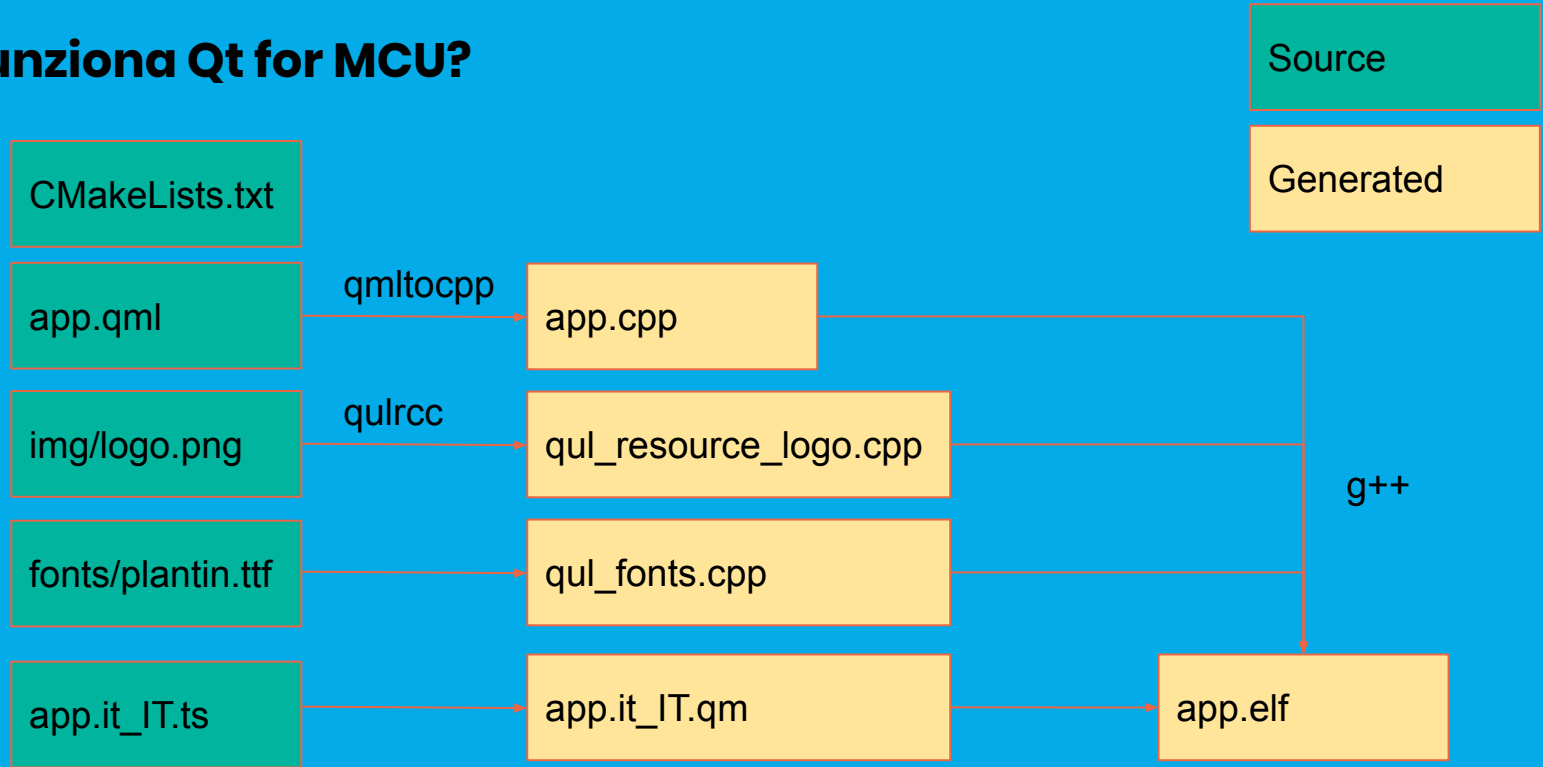 unziona Qt for MCU?
Source
Generated
CMakeLists.txt
app.qml
qmltocpp
app.cpp
img/logo.png
qulrcc
qul_resource_logo.cpp
g++
fonts/plantin.ttf
qul_fonts.cpp
app.it_IT.ts
app.it_IT.qm
app.elf